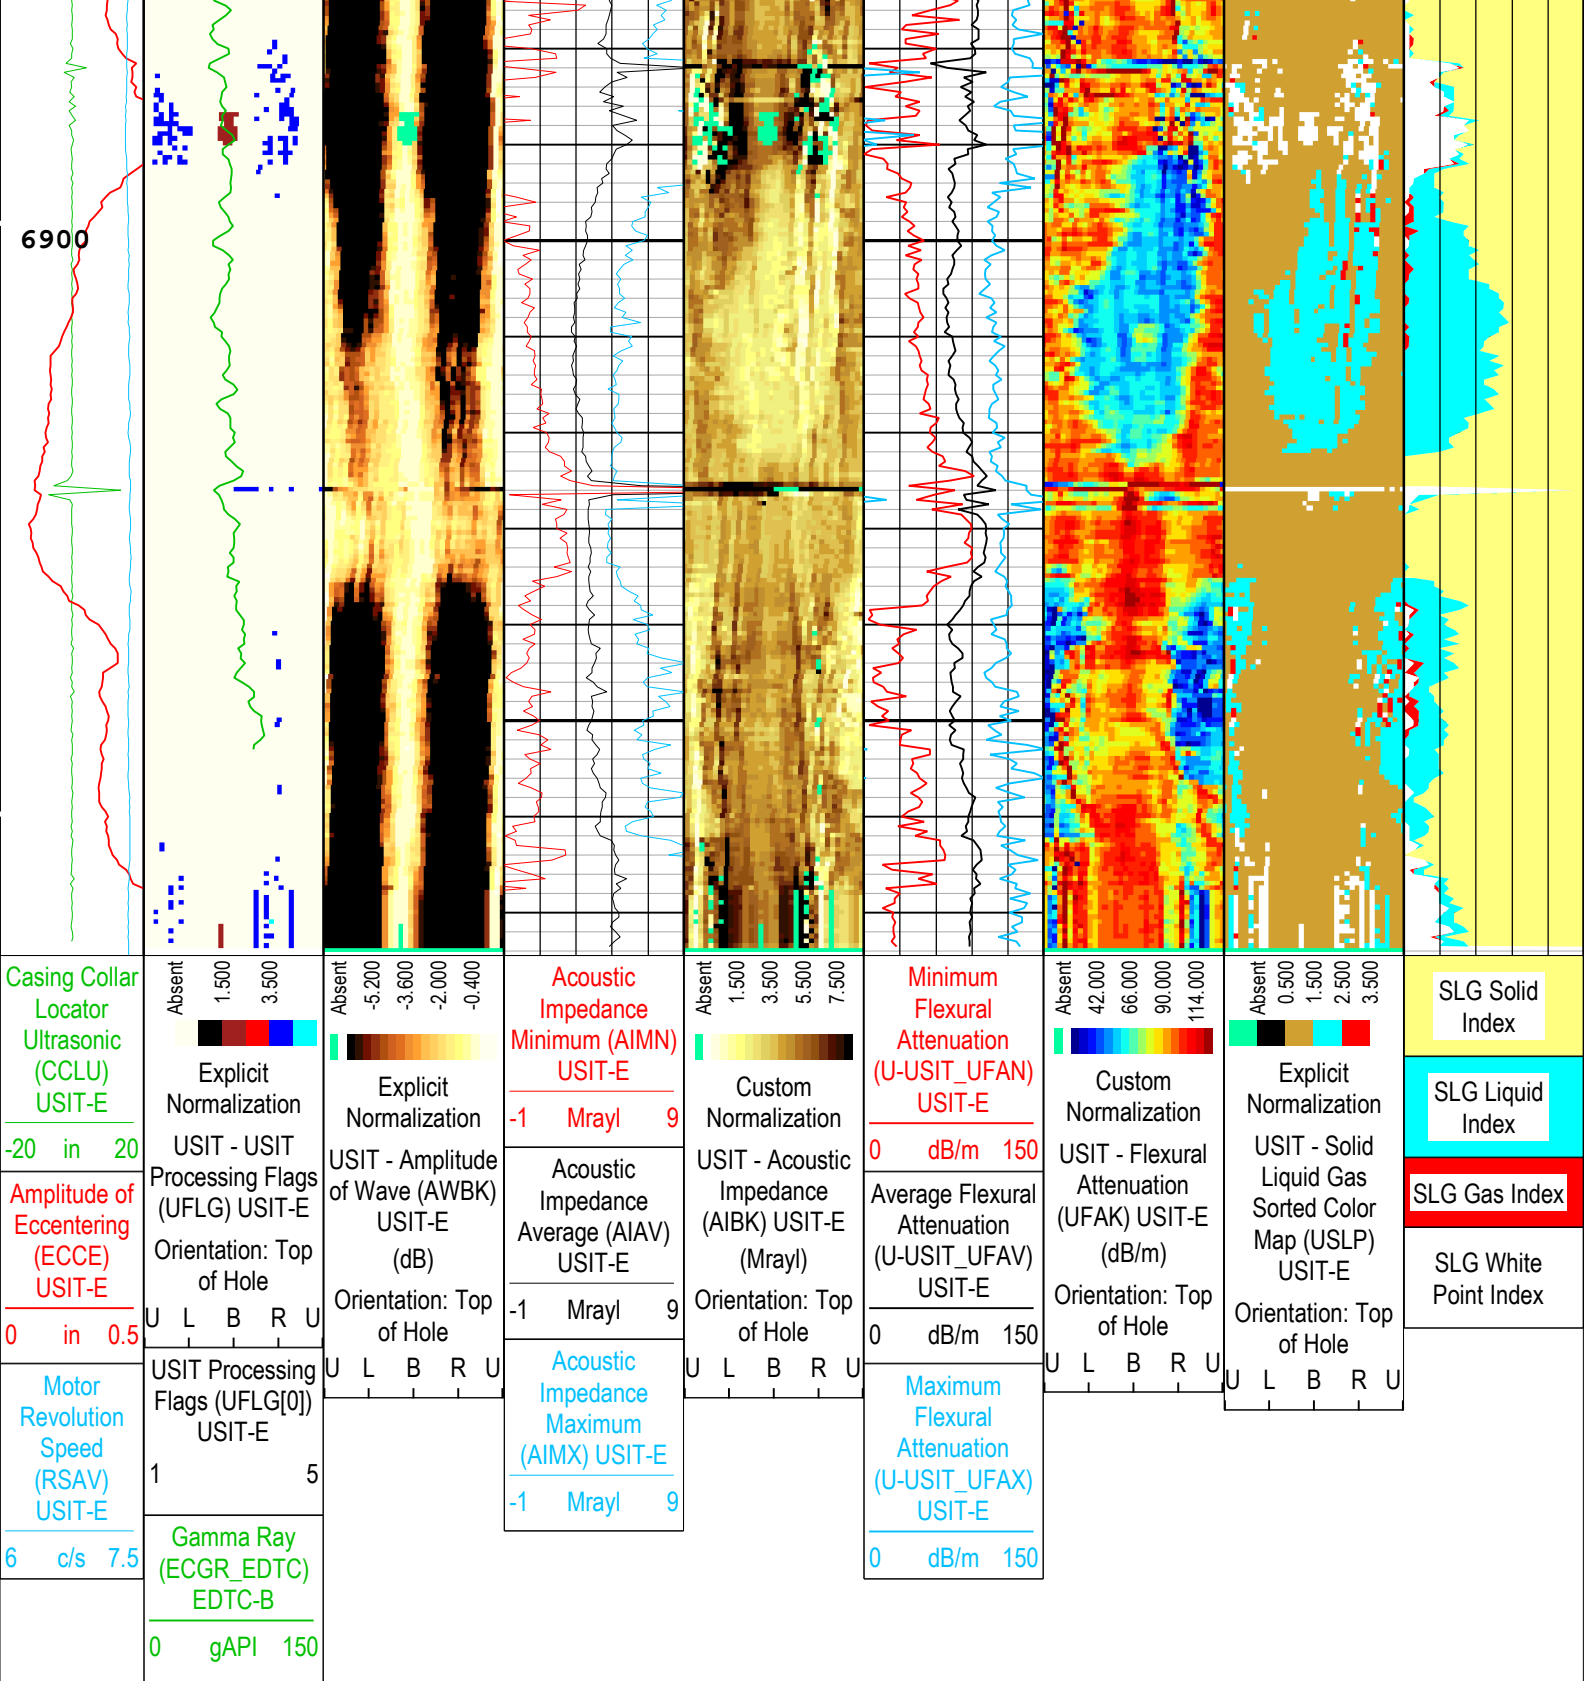 6900
Casing Collar
Locator
Ultrasonic
(CCLU)
USIT-E
-20 in 20
Amplitude of
Eccentering
(ECCE)
USIT-E
0 in 0.5
Motor
Revolution
Speed
(RSAV)
USIT-E
6 c/s 7.5
Absent 1.500 3.500
Explicit
Normalization
USIT - USIT
Processing Flags
(UFLG) USIT-E
Orientation: Top
of Hole
U L B R U
USIT Processing
Flags (UFLG[0])
USIT-E
1 5
Gamma Ray
(ECGR_EDTC)
EDTC-B
0 gAPI 150
Absent -5.200 -3.600 -2.000 -0.400
Explicit
Normalization
USIT - Amplitude
of Wave (AWBK)
USIT-E
(dB)
Orientation: Top
of Hole
U L B R U
Acoustic
Impedance
Minimum (AIMN)
USIT-E
-1 Mrayl 9
Acoustic
Impedance
Average (AIAV)
USIT-E
-1 Mrayl 9
Acoustic
Impedance
Maximum
(AIMX) USIT-E
-1 Mrayl 9
Absent 1.500 3.500 5.500 7.500
Custom
Normalization
USIT - Acoustic
Impedance
(AIBK) USIT-E
(Mrayl)
Orientation: Top
of Hole
U L B R U
Minimum
Flexural
Attenuation
(U-USIT_UFAN)
USIT-E
0 dB/m 150
Average Flexural
Attenuation
(U-USIT_UFAV)
USIT-E
0 dB/m 150
Maximum
Flexural
Attenuation
(U-USIT_UFAX)
USIT-E
0 dB/m 150
Absent 42.000 66.000 90.000 114.000
Custom
Normalization
USIT - Flexural
Attenuation
(UFAK) USIT-E
(dB/m)
Orientation: Top
of Hole
U L B R U
Absent 0.500 1.500 2.500 3.500
Explicit
Normalization
USIT - Solid
Liquid Gas
Sorted Color
Map (USLP)
USIT-E
Orientation: Top
of Hole
U L B R U
SLG Solid
Index
SLG Liquid
Index
SLG Gas Index
SLG White
Point Index